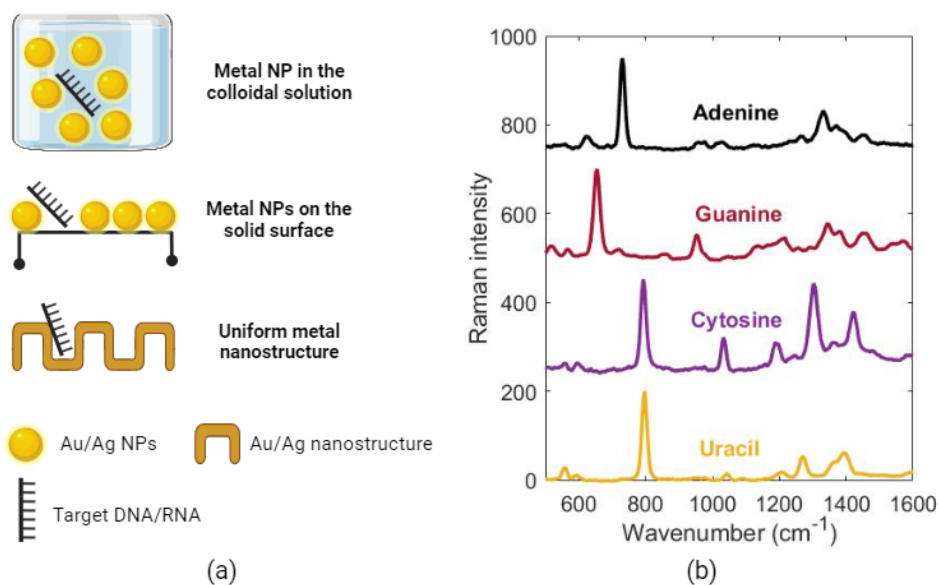 Metal NP in the
colloidal solution
Metal NPs on the
solid surface
Uniform metal
nanostructure
Au/Ag NPs
Au/Ag nanostructure
Target DNA/RNA
(a)
1000
800
600
400
200
0
Raman intensity
Adenine
Guanine
Cytosine
Uracil
600 800 1000 1200 1400 1600
Wavenumber (cm⁻¹)
(b)